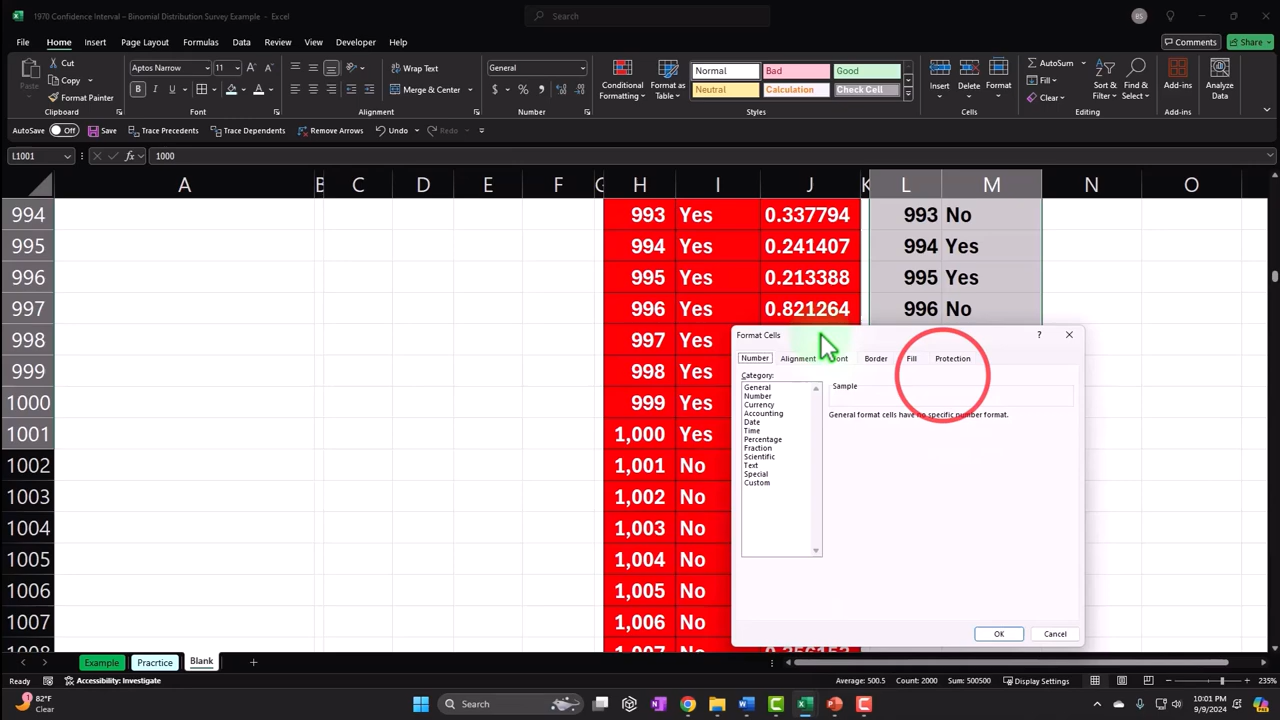 1970 Confidence Interval – Binomial Distribution Survey Example - Excel
Search
BS
File Home Insert Page Layout Formulas Data Review View Developer Help
Comments Share
Paste
Cut
Copy
Format Painter
Clipboard
Aptos Narrow 11
B I U
Font
Wrap Text
Merge & Center
Alignment
General
$ % ,
Number
Conditional Formatting
Format as Table
Normal Bad Good
Neutral Calculation Check Cell
Styles
Insert Delete Format
Cells
AutoSum
Fill
Clear
Sort & Filter
Find & Select
Editing
Add-ins
Add-ins
Analyze Data
AutoSave Off Save Trace Precedents Trace Dependents Remove Arrows Undo Redo
L1001 fx 1000
A B C D E F G H I J K L M N O
994 993 Yes 0.337794 993 No
995 994 Yes 0.241407 994 Yes
996 995 Yes 0.213388 995 Yes
997 996 Yes 0.821264 996 No
998 997 Yes
999 998 Yes
1000 999 Yes
1001 1,000 Yes
1002 1,001 No
1003 1,002 No
1004 1,003 No
1005 1,004 No
1006 1,005 No
1007 1,006 No
1008 1,007 No 0.356153
Format Cells ?
Number Alignment Border Fill Protection
Category:
General
Number
Currency
Accounting
Date
Time
Percentage
Fraction
Scientific
Text
Special
Custom
Sample
General format cells have no specific number format.
OK Cancel
Example Pracrtice Blank
Ready Accessibility: Investigate Average: 500.5 Count: 2000 Sum: 500500 Display Settings 235%
82°F
Clear
Search
10:01 PM
9/9/2024